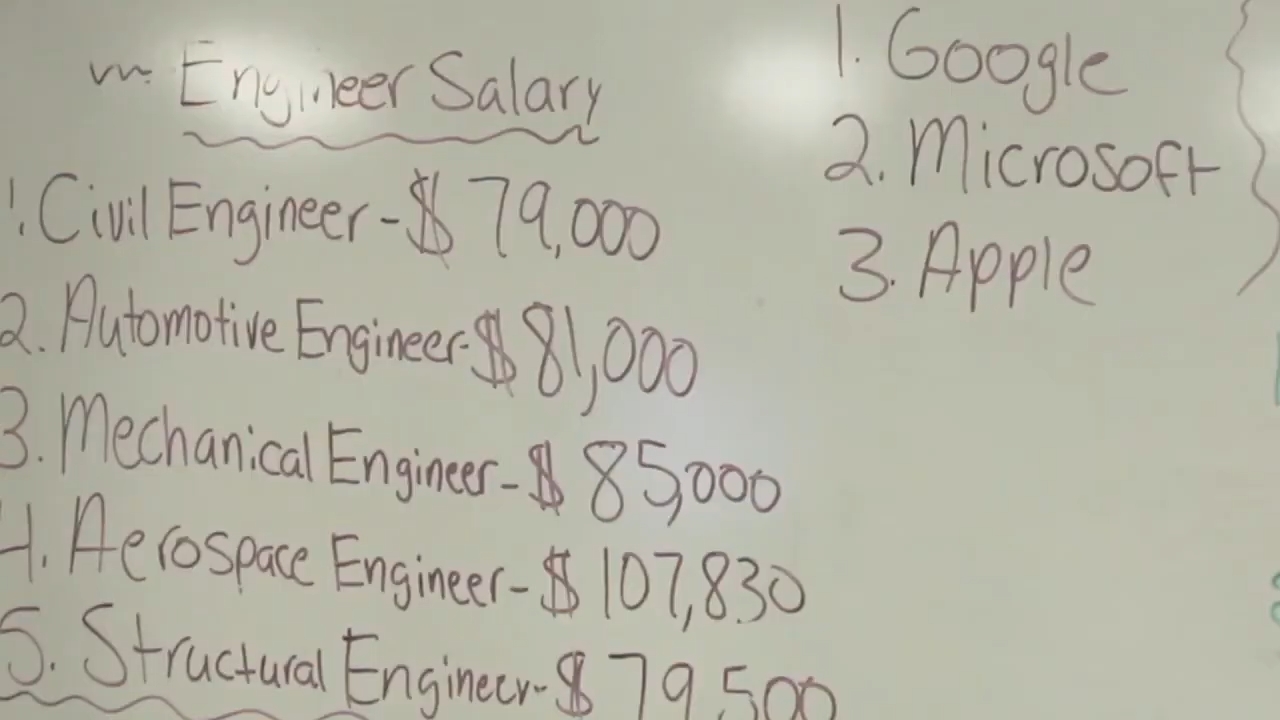 Engineer Salary
1. Civil Engineer - $ 79,000
2. Automotive Engineer - $ 81,000
3. Mechanical Engineer - $ 85,000
4. Aerospace Engineer - $ 107,830
5. Structural Engineer - $ 79,500
1. Google
2. Microsoft
3. Apple